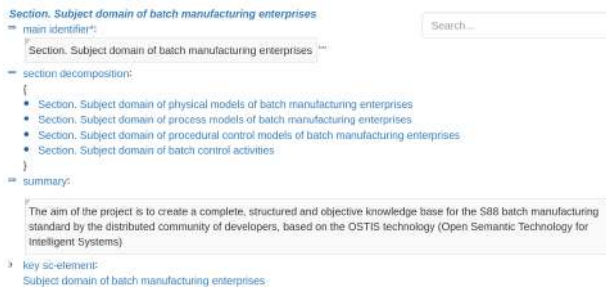 Section. Subject domain of batch manufacturing enterprises
Search...
main identifier*:
Section. Subject domain of batch manufacturing enterprises
section decomposition:
{
• Section. Subject domain of physical models of batch manufacturing enterprises
• Section. Subject domain of process models of batch manufacturing enterprises
• Section. Subject domain of procedural control models of batch manufacturing enterprises
• Section. Subject domain of batch control activities
}
summary:
The aim of the project is to create a complete, structured and objective knowledge base for the S88 batch manufacturing
standard by the distributed community of developers, based on the OSTIS technology (Open Semantic Technology for
Intelligent Systems)
key sc-element:
Subject domain of batch manufacturing enterprises